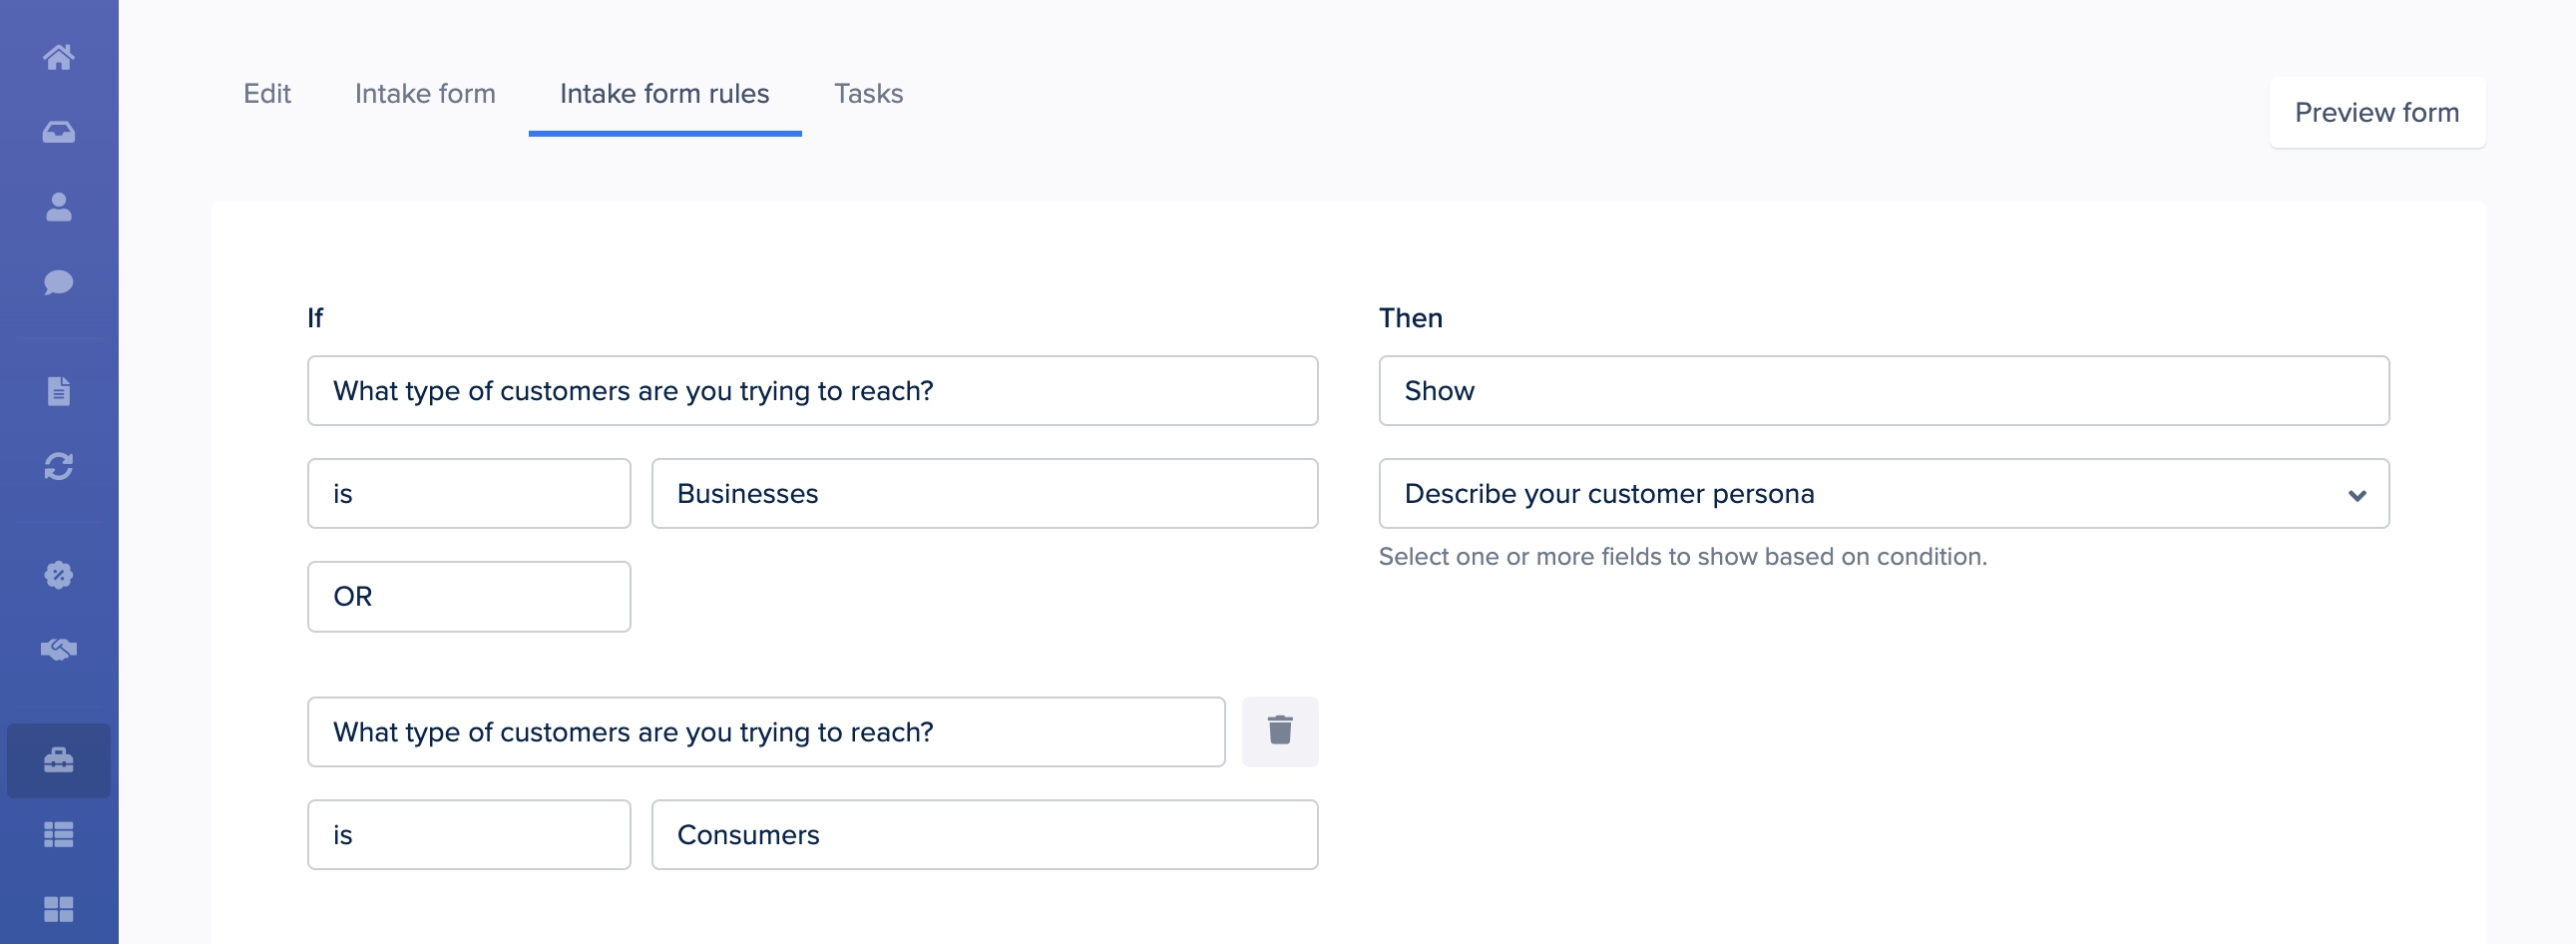 Edit Intake form Intake form rules Tasks
Preview form
If
What type of customers are you trying to reach?
is Businesses
OR
What type of customers are you trying to reach?
is Consumers
Then
Show
Describe your customer persona
Select one or more fields to show based on condition.